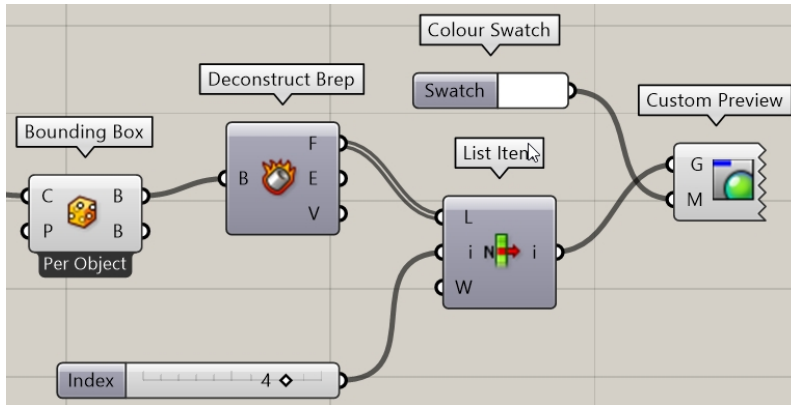 Colour Swatch
Swatch
Deconstruct Brep
Custom Preview
Bounding Box
List Item
F
B E
V
G
M
C B
P B
Per Object
L
i N i
W
Index 4